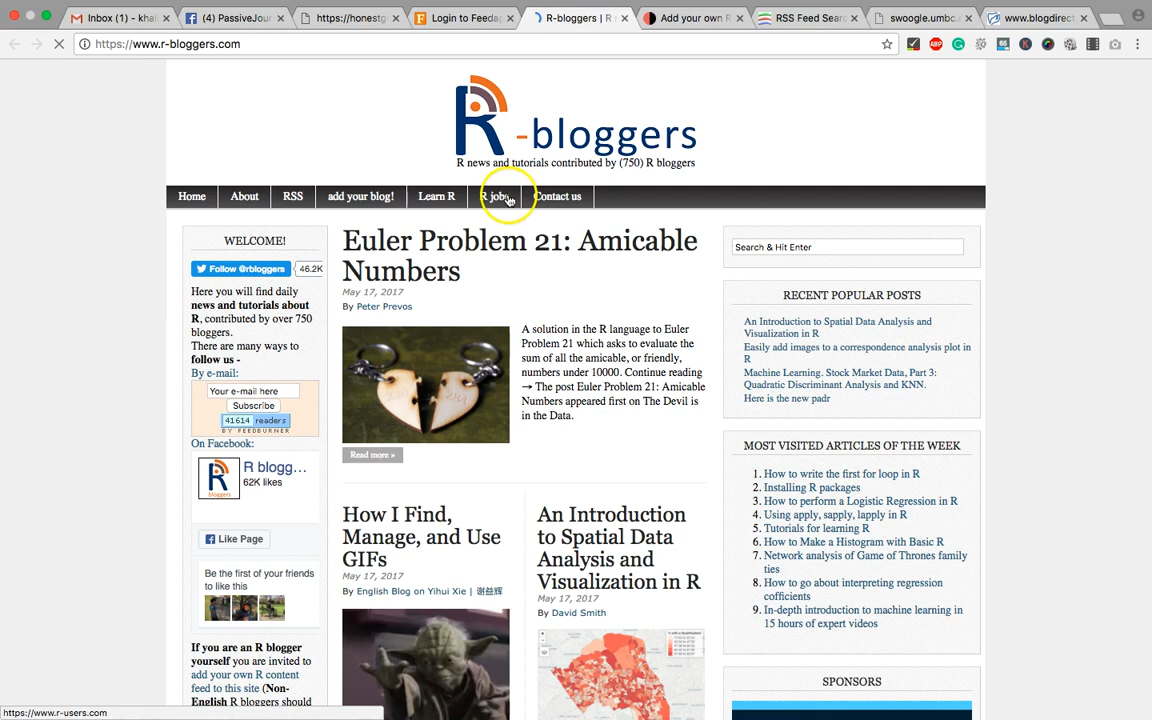 Inbox (1) - kha
(4) PassiveJour
https://honestg
Login to Feedag
R-bloggers | R
Add your own R
RSS Feed Sear
swoogle.umbc.
www.blogdirect
https://www.r-bloggers.com
R-bloggers
R news and tutorials contributed by (750) R bloggers
Home
About
RSS
add your blog!
Learn R
R jobs
Contact us
WELCOME!
Follow @rbloggers
46.2K
Here you will find daily
news and tutorials about
R, contributed by over 750
bloggers.
There are many ways to
follow us -
By e-mail:
Your e-mail here
Subscribe
41614 readers
BY FEEDBURNER
On Facebook:
R blogg...
62K likes
R
bloggers
Like Page
Be the first of your friends
to like this
If you are an R blogger
yourself you are invited to
add your own R content
feed to this site (Non-
English R bloggers should
Euler Problem 21: Amicable
Numbers
May 17, 2017
By Peter Prevos
A solution in the R language to Euler
Problem 21 which asks to evaluate the
sum of all the amicable, or friendly,
numbers under 10000. Continue reading
→ The post Euler Problem 21: Amicable
Numbers appeared first on The Devil is
in the Data.
Read more »
How I Find,
Manage, and Use
GIFs
May 17, 2017
By English Blog on Yihui Xie | 谢益辉
An Introduction
to Spatial Data
Analysis and
Visualization in R
May 17, 2017
By David Smith
Search & Hit Enter
RECENT POPULAR POSTS
An Introduction to Spatial Data Analysis and
Visualization in R
Easily add images to a correspondence analysis plot in
R
Machine Learning. Stock Market Data, Part 3:
Quadratic Discriminant Analysis and KNN.
Here is the new padr
MOST VISITED ARTICLES OF THE WEEK
1. How to write the first for loop in R
2. Installing R packages
3. How to perform a Logistic Regression in R
4. Using apply, sapply, lapply in R
5. Tutorials for learning R
6. How to Make a Histogram with Basic R
7. Network analysis of Game of Thrones family
ties
8. How to go about interpreting regression
cofficients
9. In-depth introduction to machine learning in
15 hours of expert videos
SPONSORS
https://www.r-users.com